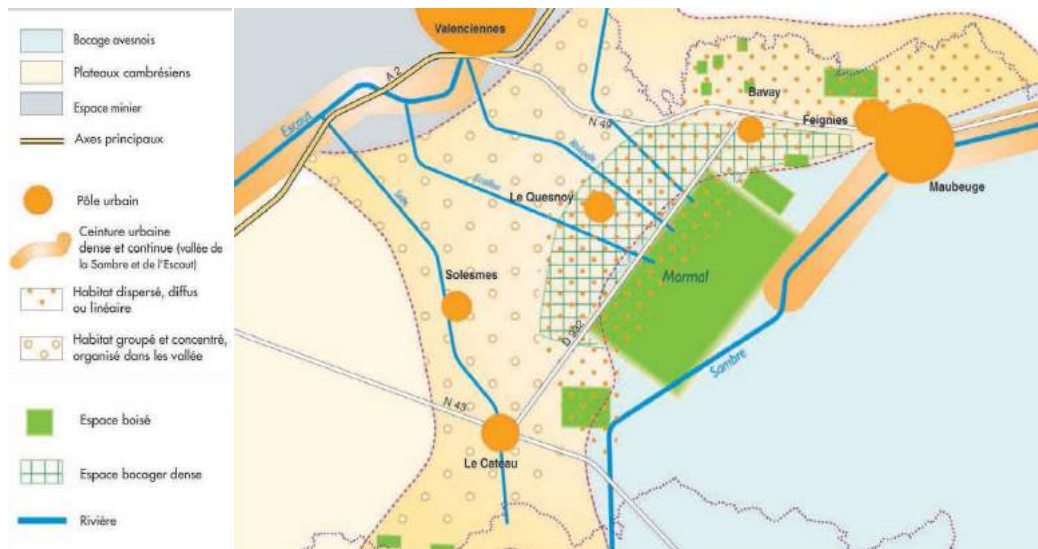 Bocage avesnois
Plateaux cambrésiens
Espace minier
Axes principaux
Pôle urbain
Ceinture urbaine
dense et continue (vallée de
la Sambre et de l'Escaut)
Habitat dispersé, diffus
ou linéaire
Habitat groupé et concentré,
organisé dans les vallée
Espace boisé
Espace bocager dense
Rivière
Valenciennes
A 2
Escaut
N 49
Bavay
Feignies
Maubeuge
Le Quesnoy
Solesmes
Mormal
D 932
Sambre
N 43
Le Cateau